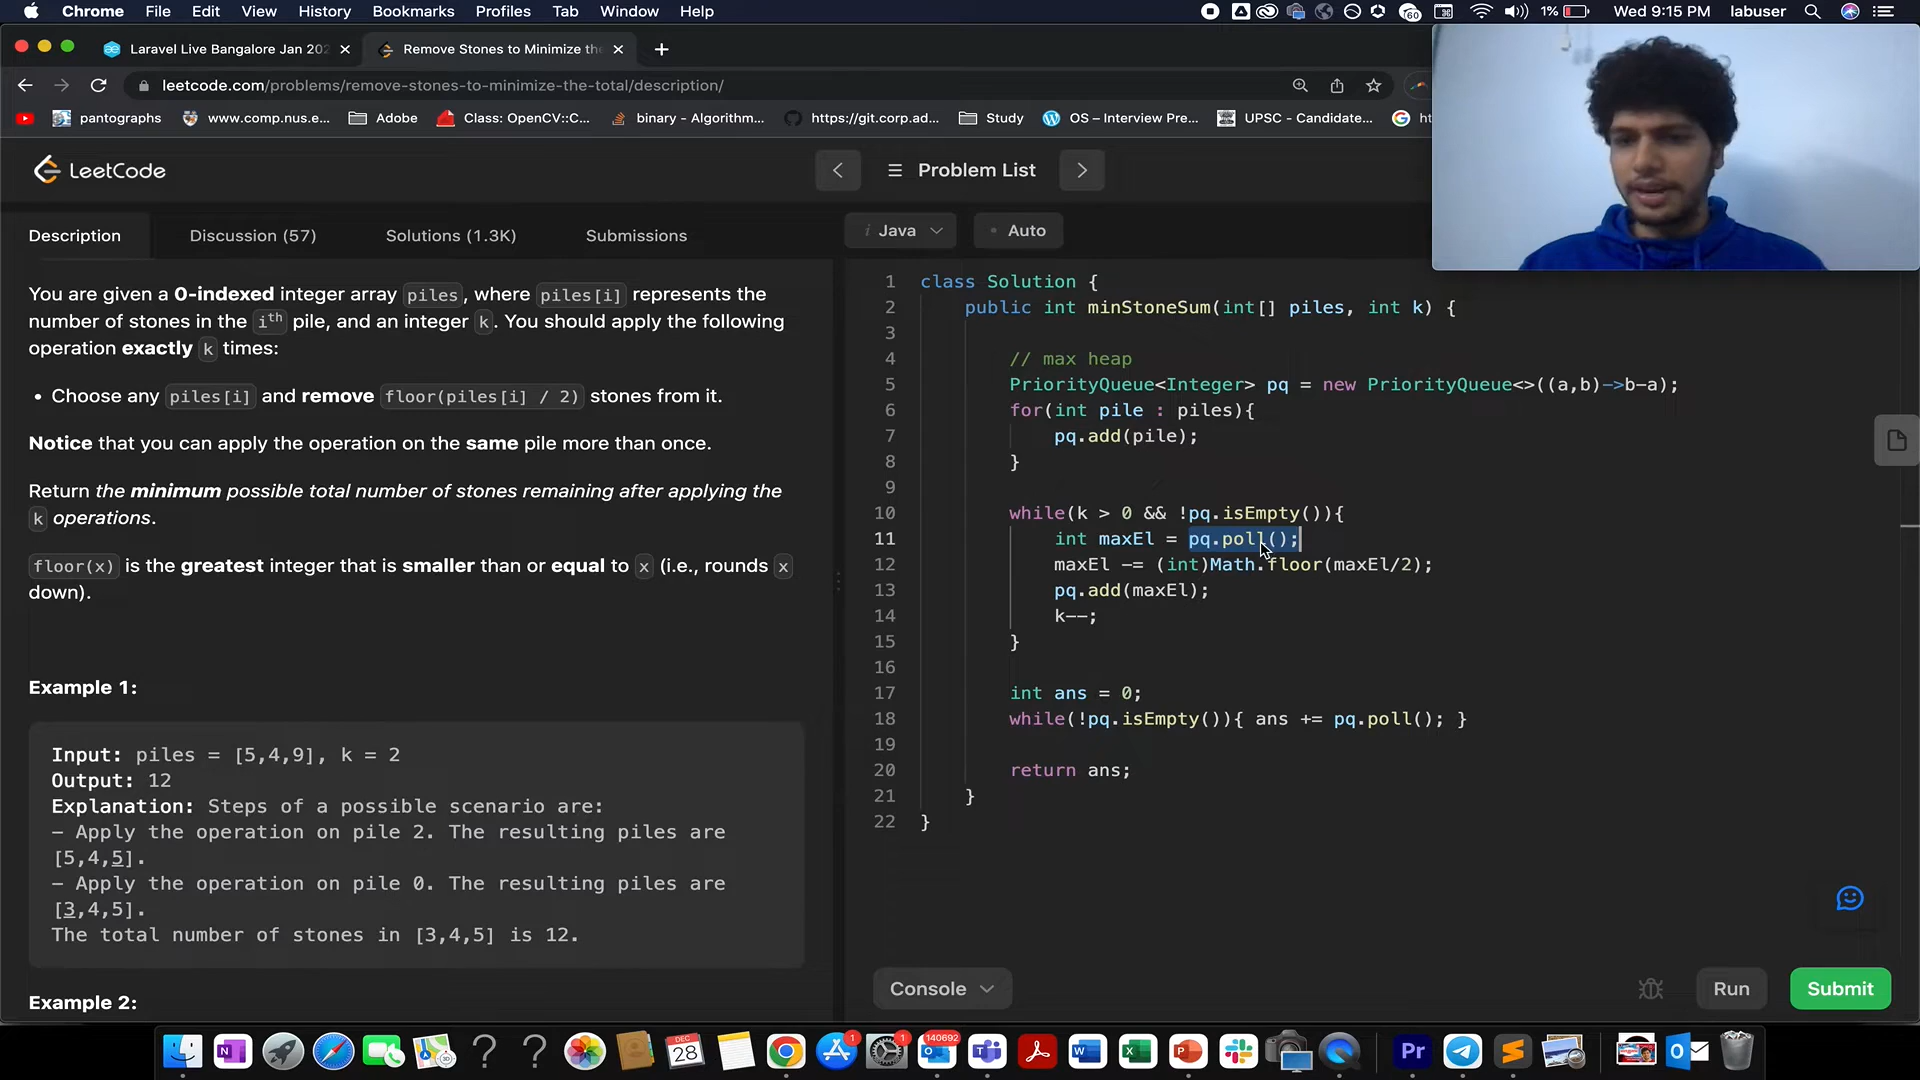 Chrome File Edit View History Bookmarks Profiles Tab Window Help 60 1% Wed 9:15 PM labuser
Laravel Live Bangalore Jan 202 Remove Stones to Minimize the
leetcode.com/problems/remove-stones-to-minimize-the-total/description/
pantographs www.comp.nus.e... Adobe Class: OpenCV::C... binary - Algorithm... https://git.corp.ad... Study OS – Interview Pre... UPSC - Candidate...
LeetCode Problem List
Description Discussion (57) Solutions (1.3K) Submissions
i Java Auto
You are given a 0-indexed integer array piles, where piles[i] represents the
number of stones in the ith pile, and an integer k. You should apply the following
operation exactly k times:
• Choose any piles[i] and remove floor(piles[i] / 2) stones from it.
Notice that you can apply the operation on the same pile more than once.
Return the minimum possible total number of stones remaining after applying the
k operations.
floor(x) is the greatest integer that is smaller than or equal to x (i.e., rounds x
down).
Example 1:
Input: piles = [5,4,9], k = 2
Output: 12
Explanation: Steps of a possible scenario are:
- Apply the operation on pile 2. The resulting piles are
[5,4,5].
- Apply the operation on pile 0. The resulting piles are
[3,4,5].
The total number of stones in [3,4,5] is 12.
Example 2:
1 class Solution {
2 public int minStoneSum(int[] piles, int k) {
3
4 // max heap
5 PriorityQueue<Integer> pq = new PriorityQueue<>((a,b)->b-a);
6 for(int pile : piles){
7 pq.add(pile);
8 }
9
10 while(k > 0 && !pq.isEmpty()){
11 int maxEl = pq.poll();
12 maxEl -= (int)Math.floor(maxEl/2);
13 pq.add(maxEl);
14 k--;
15 }
16
17 int ans = 0;
18 while(!pq.isEmpty()){ ans += pq.poll(); }
19
20 return ans;
21 }
22 }
Console Run Submit
DEC
28
1
1
140692
Pr